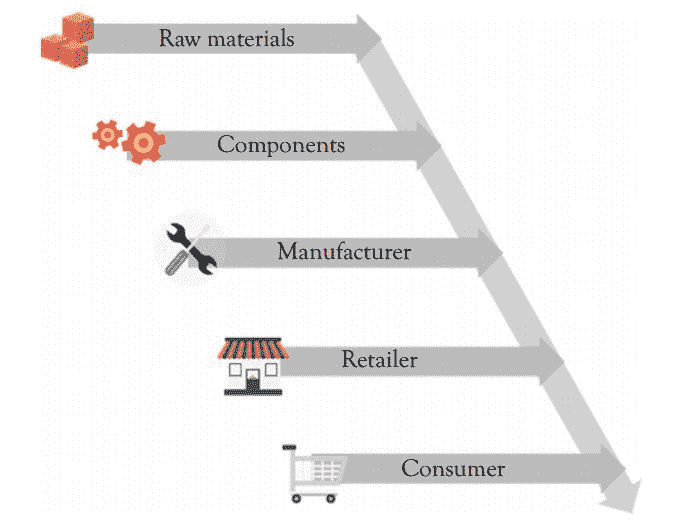 Raw materials
Components
Manufacturer
Retailer
Consumer